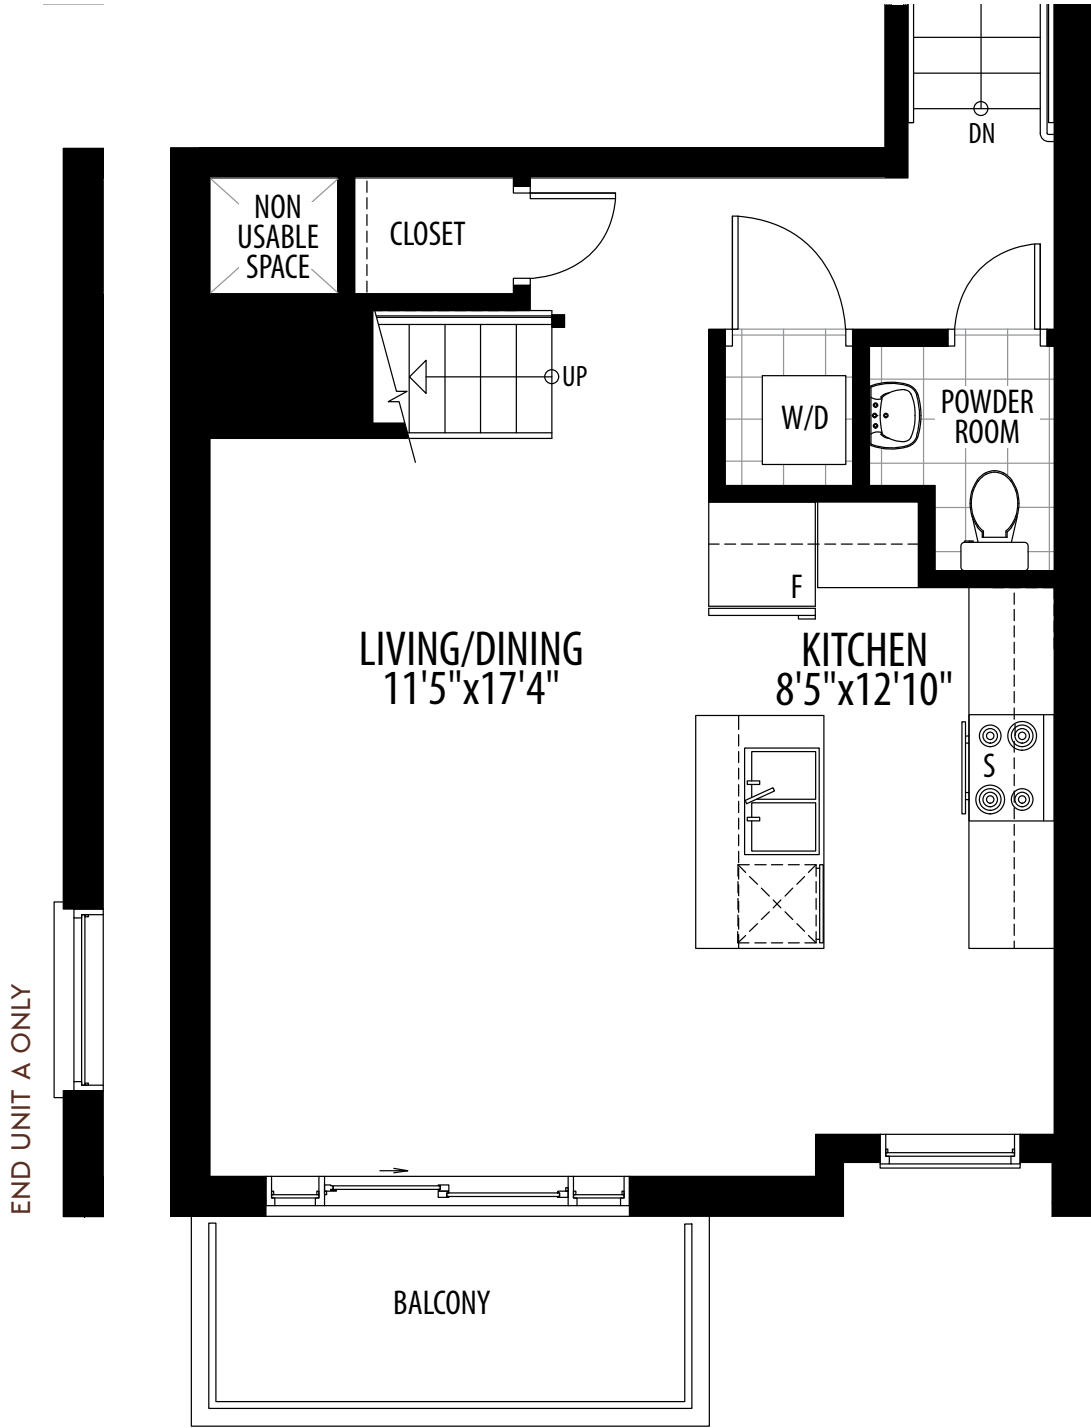 DN
NON
USABLE
SPACE
CLOSET
UP
W/D
POWDER
ROOM
F
LIVING/DINING
11'5"x17'4"
KITCHEN
8'5"x12'10"
S
END UNIT A ONLY
BALCONY